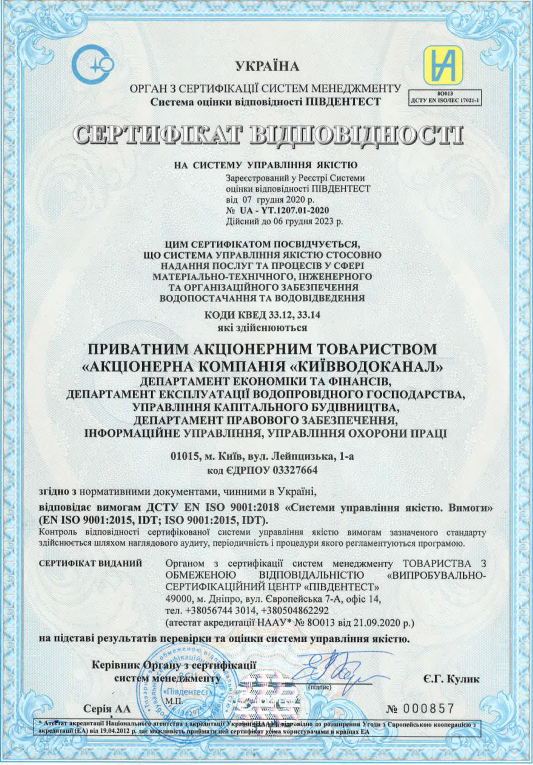 УКРАЇНА
ОРГАН З СЕРТИФІКАЦІЇ СИСТЕМ МЕНЕДЖМЕНТУ
Система оцінки відповідності ПІВДЕНТЕСТ
8О013
ДСТУ EN ISO/IEC 17021-1
СЕРТИФІКАТ ВІДПОВІДНОСТІ
НА СИСТЕМУ УПРАВЛІННЯ ЯКІСТЮ
Зареєстрований у Реєстрі Системи
оцінки відповідності ПІВДЕНТЕСТ
від 07 грудня 2020 р.
№ UA - YT.1207.01-2020
Дійсний до 06 грудня 2023 р.
ЦИМ СЕРТИФІКАТОМ ПОСВІДЧУЄТЬСЯ,
ЩО СИСТЕМА УПРАВЛІННЯ ЯКІСТЮ СТОСОВНО
НАДАННЯ ПОСЛУГ ТА ПРОЦЕСІВ У СФЕРІ
МАТЕРІАЛЬНО-ТЕХНІЧНОГО, ІНЖЕНЕРНОГО
ТА ОРГАНІЗАЦІЙНОГО ЗАБЕЗПЕЧЕННЯ
ВОДОПОСТАЧАННЯ ТА ВОДОВІДВЕДЕННЯ
КОДИ КВЕД 33.12, 33.14
які здійснюються
ПРИВАТНИМ АКЦІОНЕРНИМ ТОВАРИСТВОМ
«АКЦІОНЕРНА КОМПАНІЯ «КИЇВВОДОКАНАЛ»
ДЕПАРТАМЕНТ ЕКОНОМІКИ ТА ФІНАНСІВ,
ДЕПАРТАМЕНТ ЕКСПЛУАТАЦІЇ ВОДОПРОВІДНОГО ГОСПОДАРСТВА,
УПРАВЛІННЯ КАПІТАЛЬНОГО БУДІВНИЦТВА,
ДЕПАРТАМЕНТ ПРАВОВОГО ЗАБЕЗПЕЧЕННЯ,
ІНФОРМАЦІЙНЕ УПРАВЛІННЯ, УПРАВЛІННЯ ОХОРОНИ ПРАЦІ
01015, м. Київ, вул. Лейпцизька, 1-а
код ЄДРПОУ 03327664
згідно з нормативними документами, чинними в Україні,
відповідає вимогам ДСТУ EN ISO 9001:2018 «Системи управління якістю. Вимоги»
(EN ISO 9001:2015, IDT; ISO 9001:2015, IDT).
Контроль відповідності сертифікованої системи управління якістю вимогам зазначеного стандарту
здійснюється шляхом наглядового аудиту, періодичність і процедури якого регламентуються програмою.
СЕРТИФІКАТ ВИДАНИЙ Органом з сертифікації систем менеджменту ТОВАРИСТВА З
ОБМЕЖЕНОЮ ВІДПОВІДАЛЬНІСТЮ «ВИПРОБУВАЛЬНО-
СЕРТИФІКАЦІЙНИЙ ЦЕНТР «ПІВДЕНТЕСТ»
49000, м. Дніпро, вул. Європейська 7-А, офіс 14,
тел. +38056744 3014, +380504862292
(атестат акредитації НААУ* № 8О013 від 21.09.2020 р.)
на підставі результатів перевірки та оцінки системи управління якістю.
Керівник Органу з сертифікації
систем менеджменту
(підпис)
Є.Г. Кулик
«Південтест»
М.П.
Серія АА
№ 000857
* Атестат акредитації Національного агентства з акредитації України (НААУ), відповідно до розширення Угоди з Європейською кооперацією з
акредитації (ЕА) від 19.04.2012 р. що можливість приймати цей сертифікат усіма користувачами в країнах ЕА